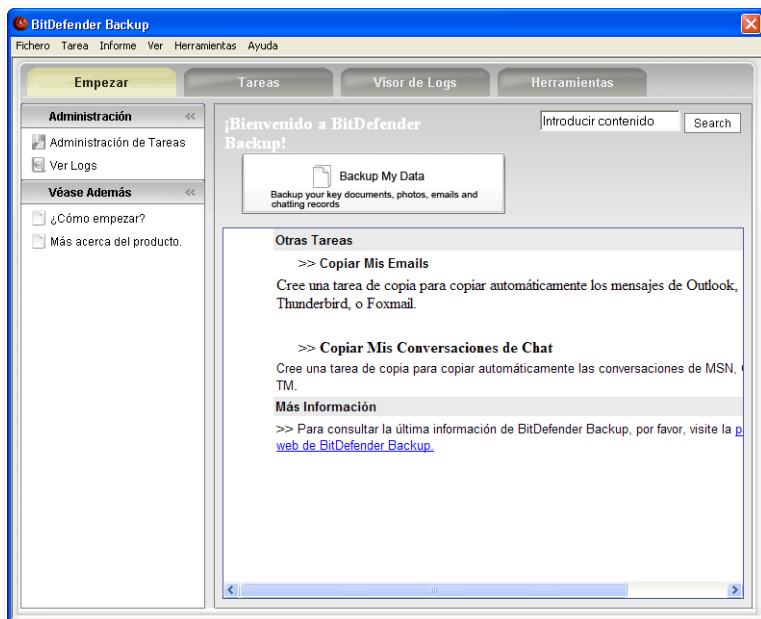 BitDefender Backup
Fichero Tarea Informe Ver Herramientas Ayuda
Empezar
Tareas
Visor de Logs
Herramientas
Administración
Administración de Tareas
Ver Logs
Véase Además
¿Cómo empezar?
Más acerca del producto.
¡Bienvenido a BitDefender
Backup!
Introducir contenido
Search
Backup My Data
Backup your key documents, photos, emails and
chatting records
Otras Tareas
>> Copiar Mis Emails
Cree una tarea de copia para copiar automáticamente los mensajes de Outlook,
Thunderbird, o Foxmail.
>> Copiar Mis Conversaciones de Chat
Cree una tarea de copia para copiar automáticamente las conversaciones de MSN,
TM.
Más Información
>> Para consultar la última información de BitDefender Backup, por favor, visite la
web de BitDefender Backup.